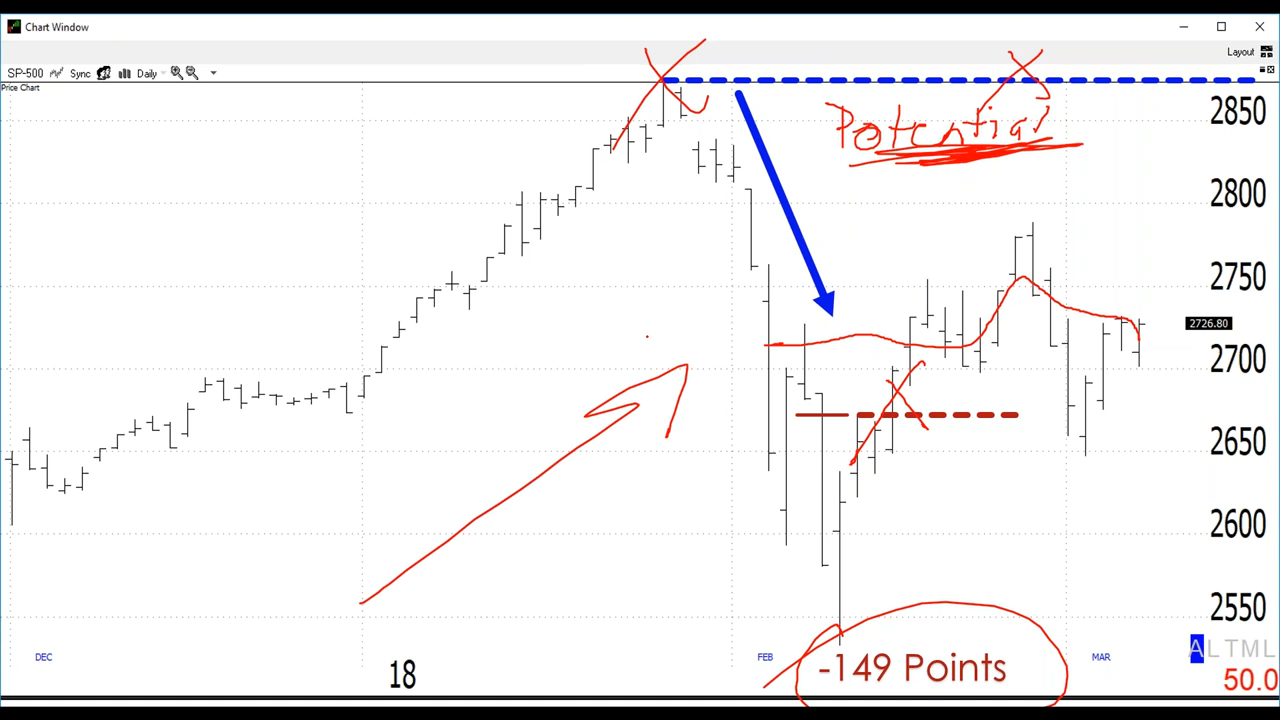 Chart Window
Layout
SP-500 Sync Daily
Price Chart
2850
Potential
2800
2750
2726.80
2700
2650
2600
2550
DEC 18 FEB MAR
-149 Points
ALTML
50.0